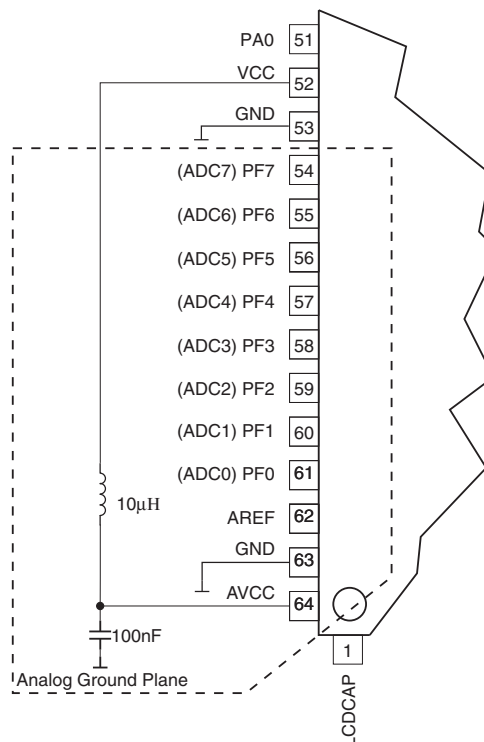 PA0 51
VCC 52
GND 53
(ADC7) PF7 54
(ADC6) PF6 55
(ADC5) PF5 56
(ADC4) PF4 57
(ADC3) PF3 58
(ADC2) PF2 59
(ADC1) PF1 60
(ADC0) PF0 61
10μH
AREF 62
GND 63
AVCC 64
100nF
1
Analog Ground Plane
LCDCAP